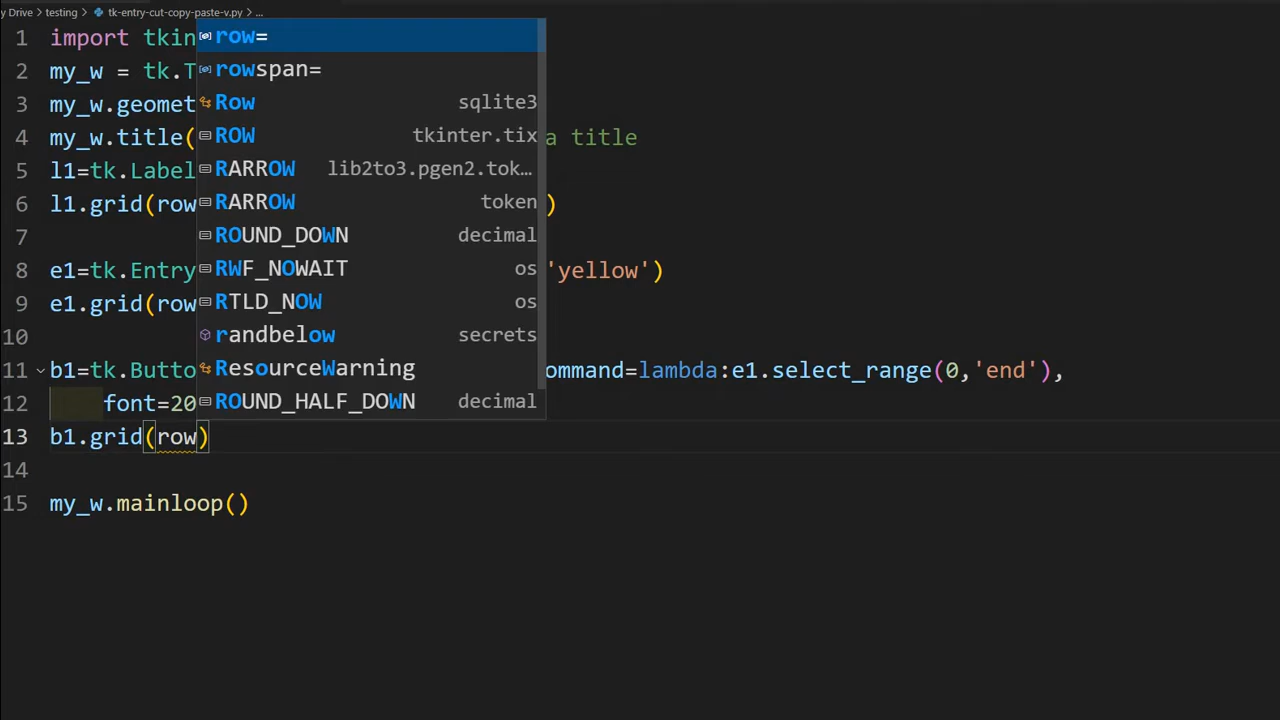 y Drive > testing > tk-entry-cut-copy-paste-v.py > ...
1 import tkin
2 my_w = tk.T
3 my_w.geomet
4 my_w.title( a title
5 l1=tk.Label
6 l1.grid(row )
7
8 e1=tk.Entry 'yellow')
9 e1.grid(row
10
11 b1=tk.Butto ommand=lambda:e1.select_range(0,'end'),
12 font=20
13 b1.grid(row)
14
15 my_w.mainloop()
row=
rowspan=
Row sqlite3
ROW tkinter.tix
RARROW lib2to3.pgen2.tok...
RARROW token
ROUND_DOWN decimal
RWF_NOWAIT os
RTLD_NOW os
randbelow secrets
ResourceWarning
ROUND_HALF_DOWN decimal